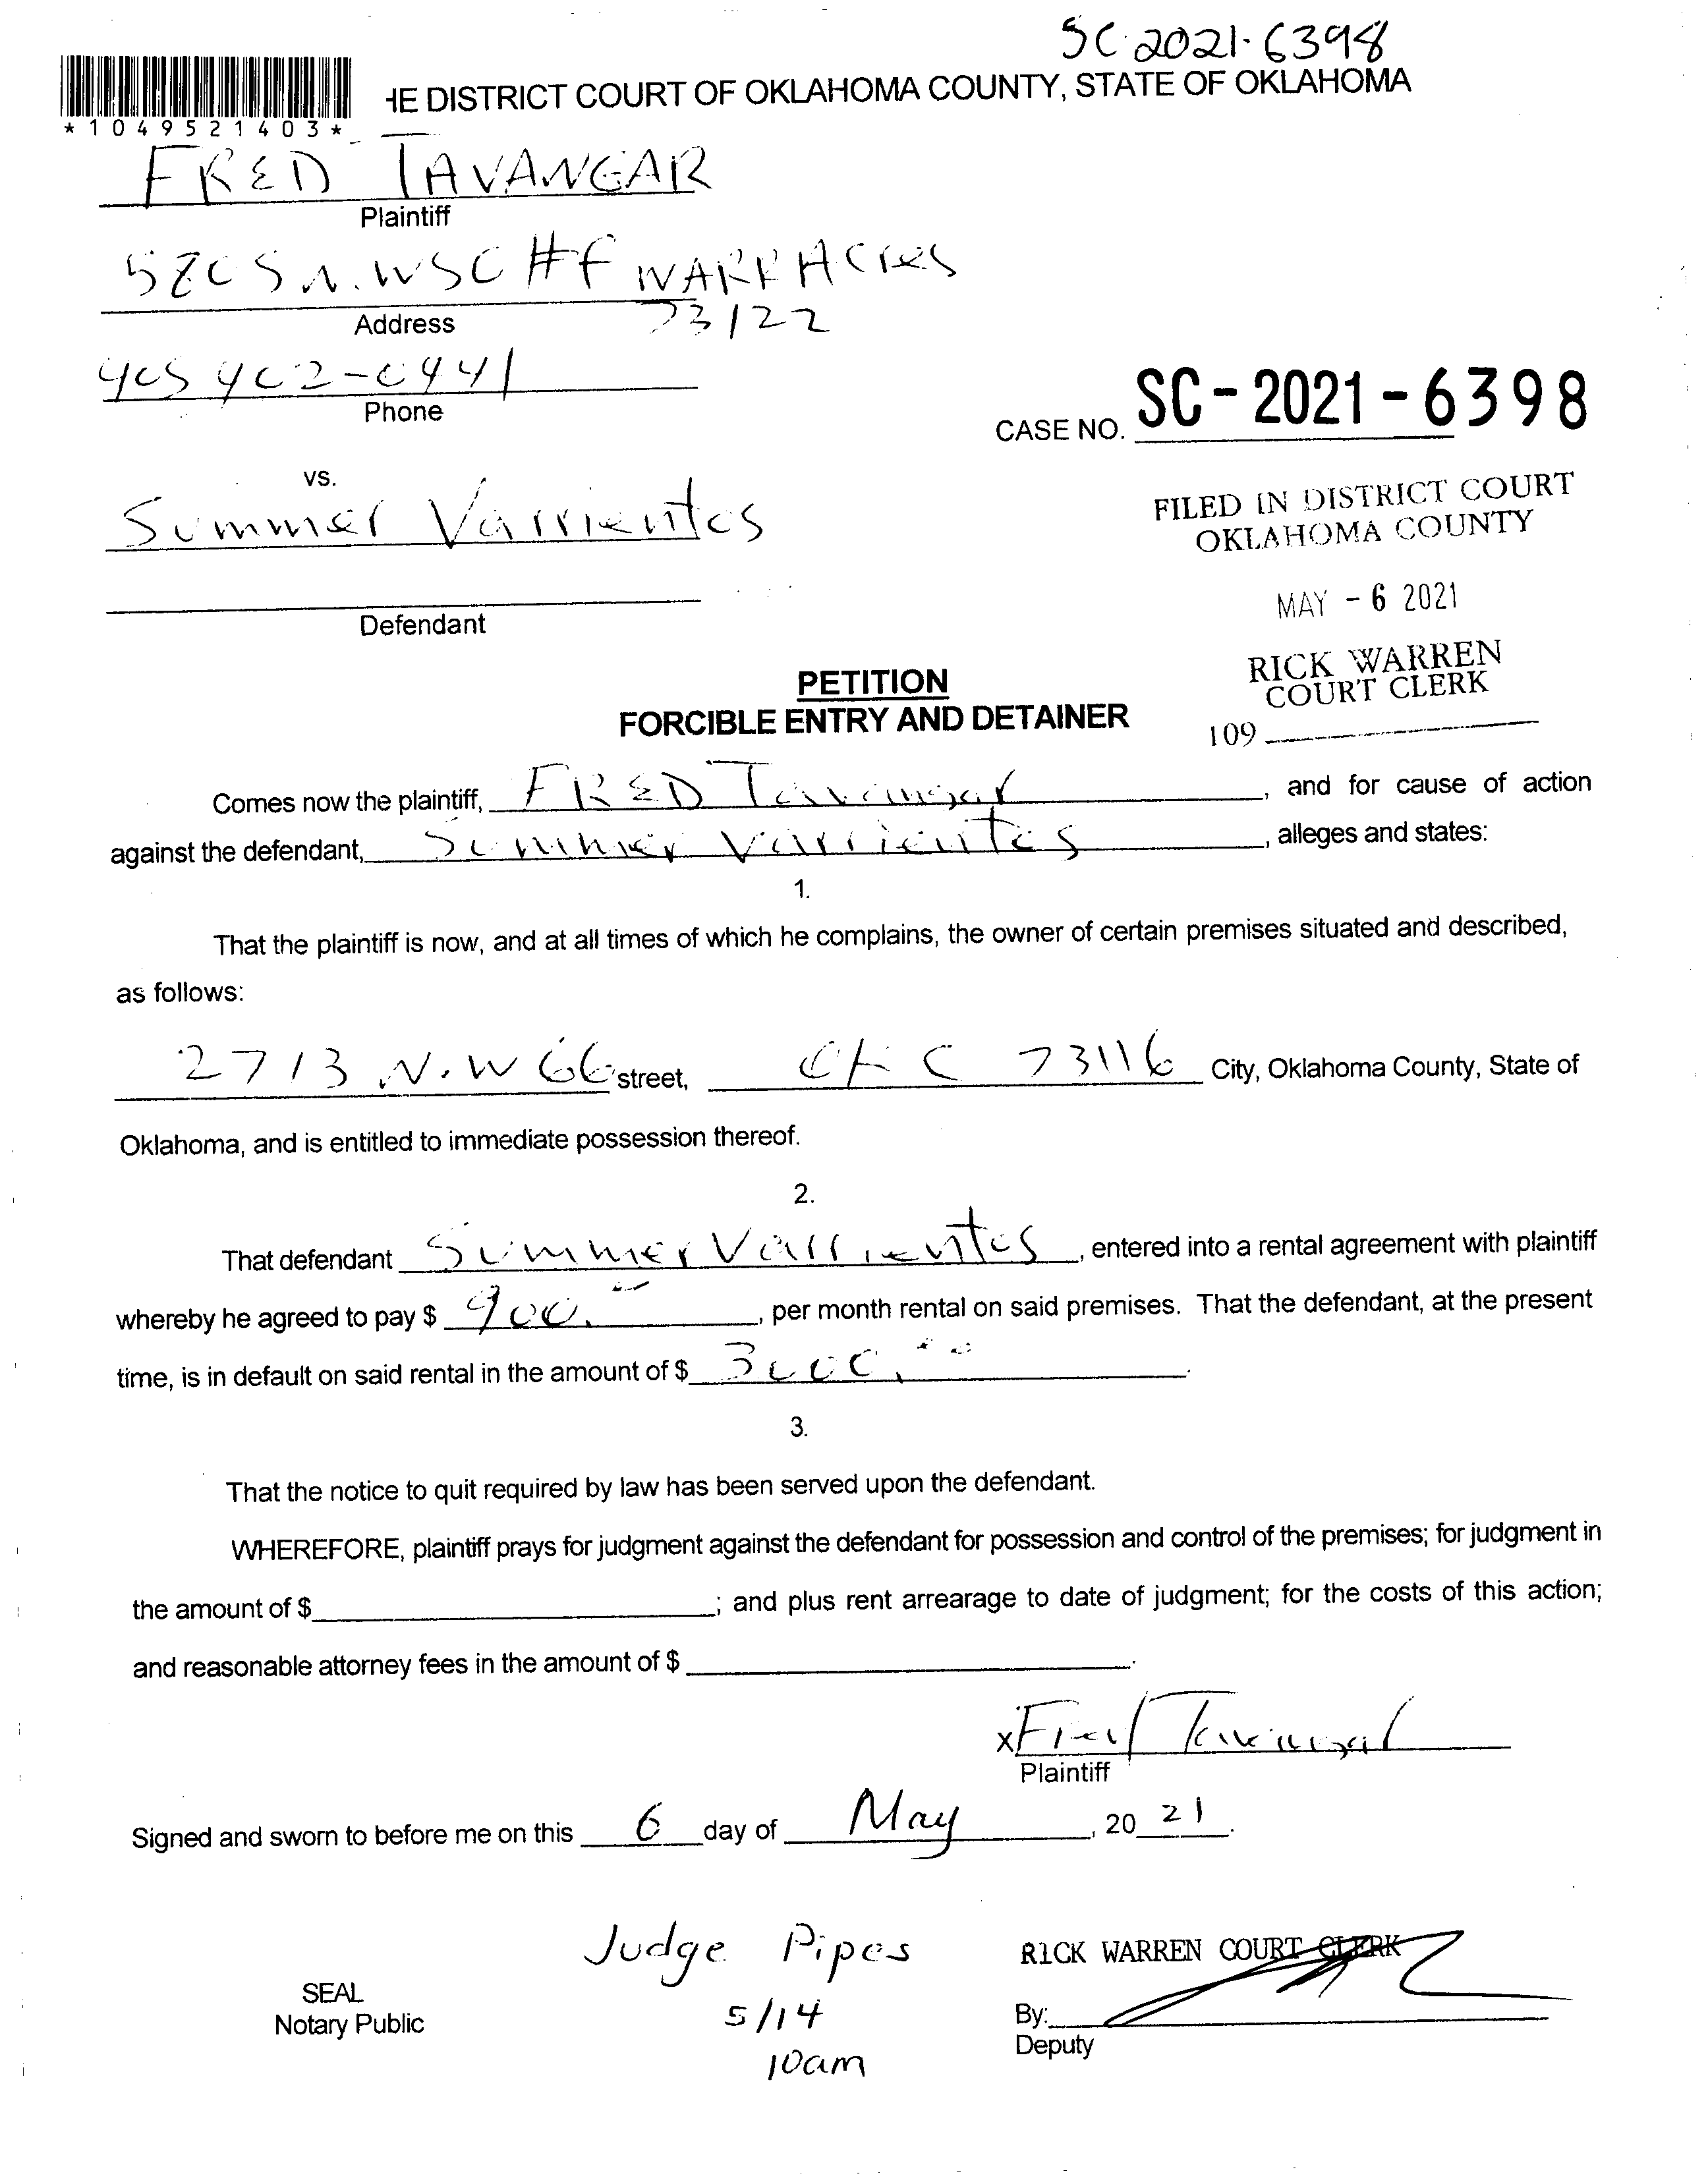 SC-2021-6398
*1049521403*
HE DISTRICT COURT OF OKLAHOMA COUNTY, STATE OF OKLAHOMA
FRED TAVANGAR
Plaintiff
N.W50 #F WARR Acres
Address
73122
405 402-0441
Phone
CASE NO. SC-2021-6398
vs.
Summer Varrientos
FILED IN DISTRICT COURT
OKLAHOMA COUNTY
MAY - 6 2021
Defendant
RICK WARREN
COURT CLERK
109
PETITION
FORCIBLE ENTRY AND DETAINER
Comes now the plaintiff, FRED Tavangar, and for cause of action
against the defendant, Summer Varrientos, alleges and states:
1.
That the plaintiff is now, and at all times of which he complains, the owner of certain premises situated and described,
as follows:
2713 N.W 66 street, OKC 73116 City, Oklahoma County, State of
Oklahoma, and is entitled to immediate possession thereof.
2.
That defendant Summer Varrientos, entered into a rental agreement with plaintiff
whereby he agreed to pay $ 900.—, per month rental on said premises. That the defendant, at the present
time, is in default on said rental in the amount of $ 3000.00.
3.
That the notice to quit required by law has been served upon the defendant.
WHEREFORE, plaintiff prays for judgment against the defendant for possession and control of the premises; for judgment in
the amount of $; and plus rent arrearage to date of judgment; for the costs of this action;
and reasonable attorney fees in the amount of $.
x Fred Tavangar
Plaintiff
Signed and sworn to before me on this 6 day of May, 20 21.
Judge Pipes
RICK WARREN COURT CLERK
SEAL
Notary Public
5/14
By:
Deputy
10am